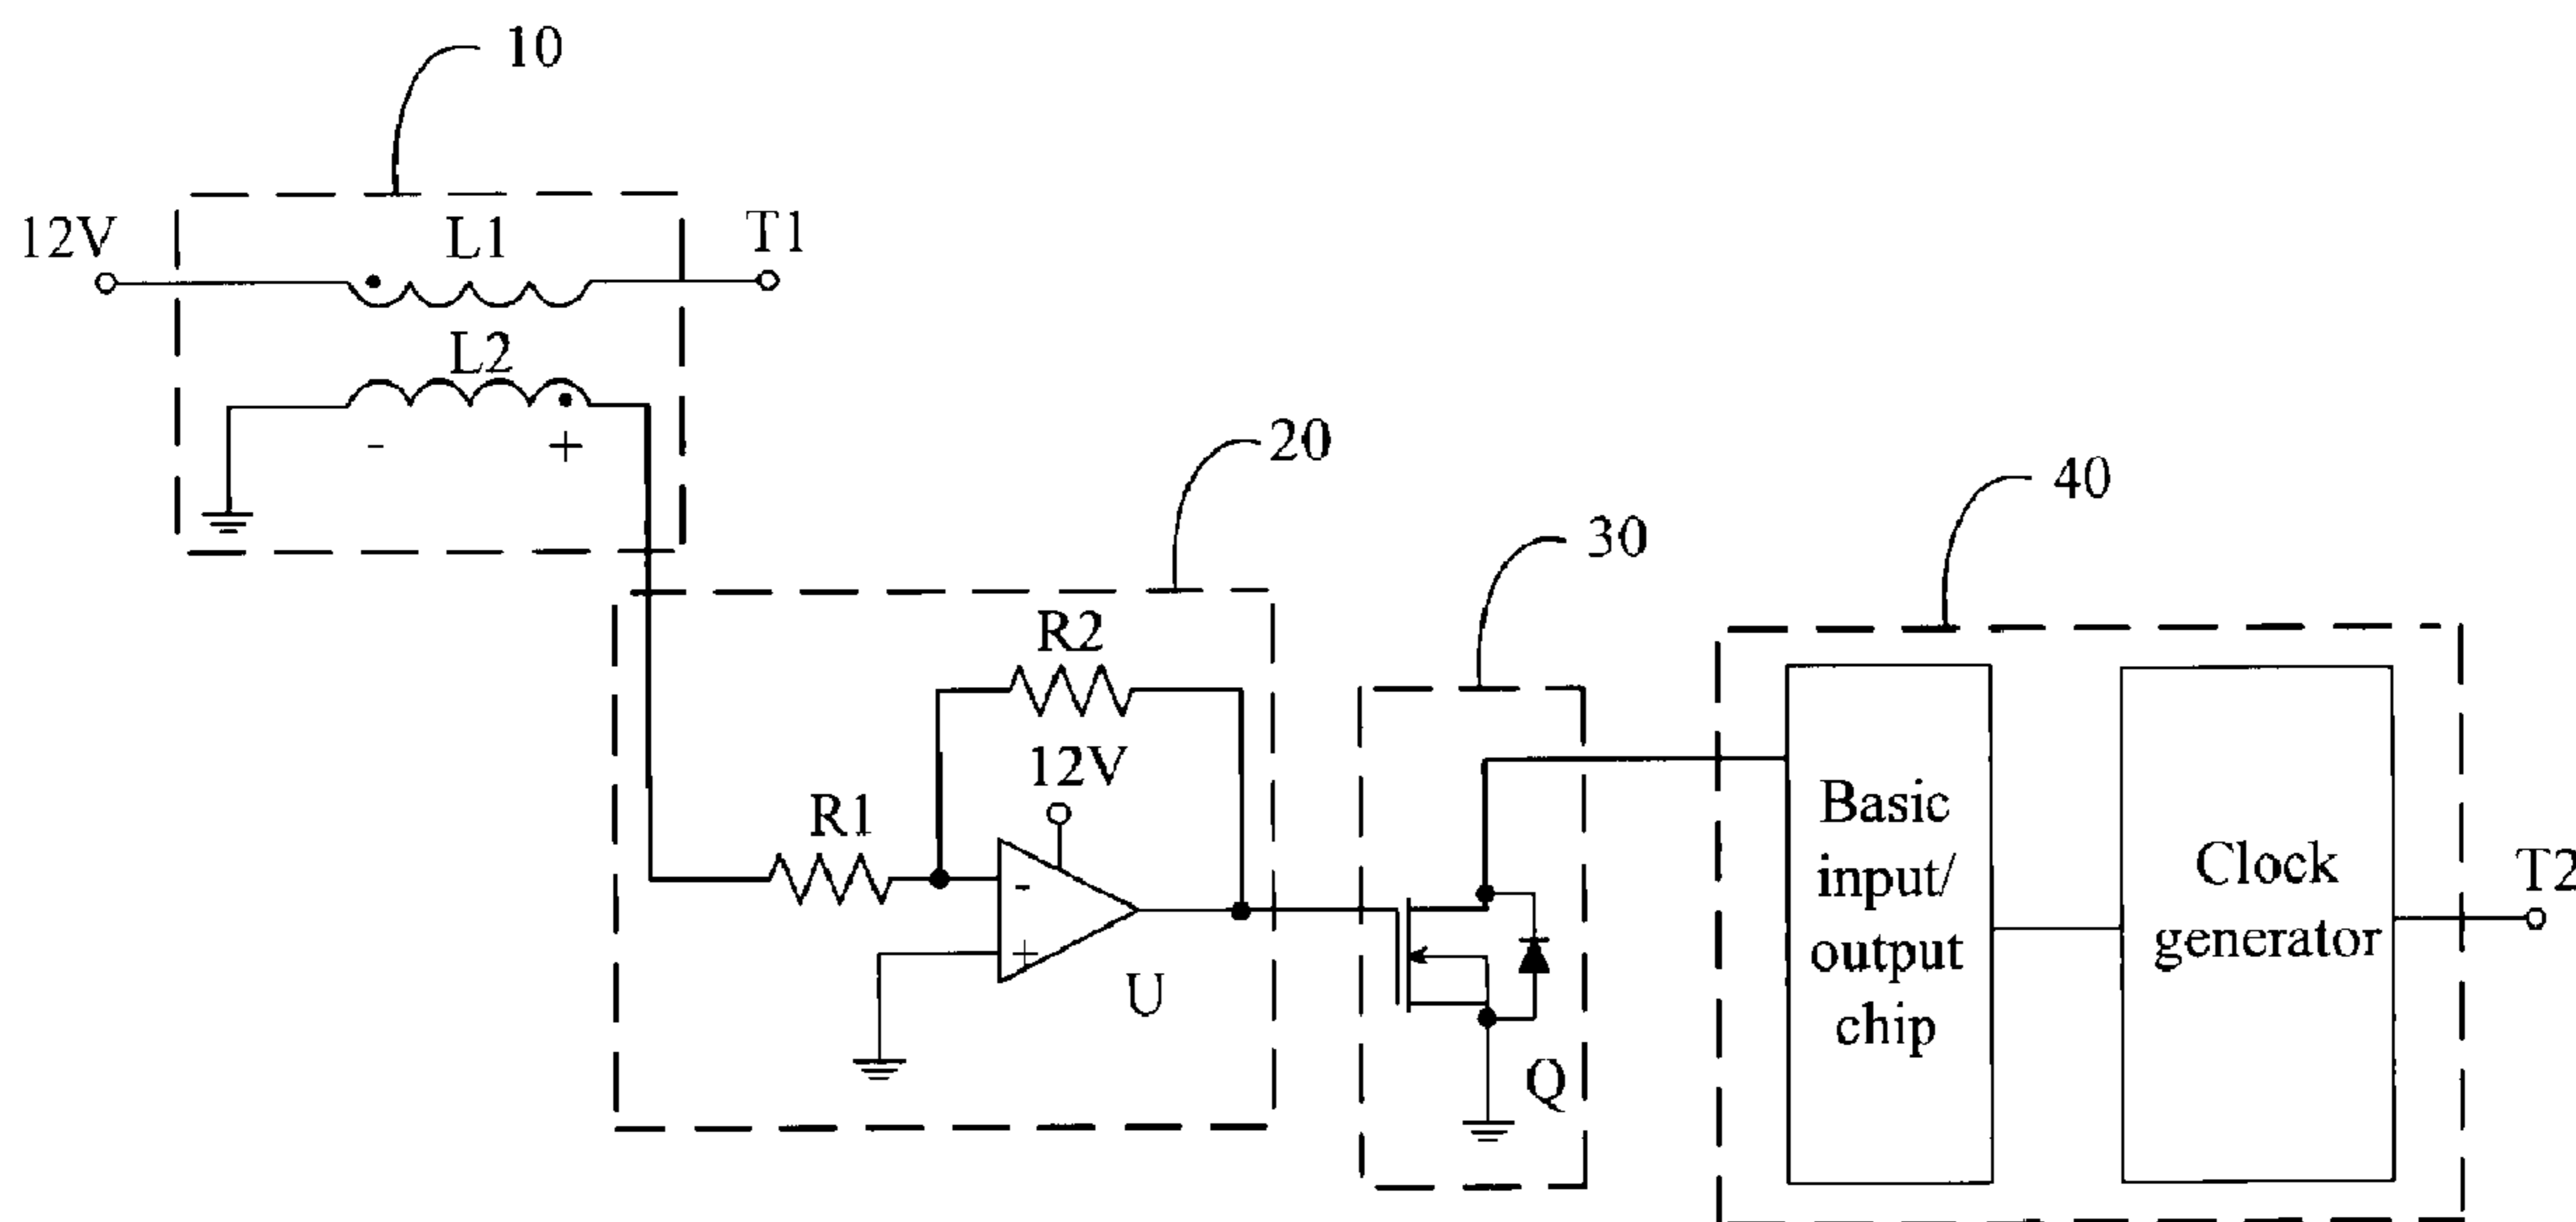 10
12V
L1
T1
L2
-
+
20
40
30
R2
12V
R1
-
+
U
Q
Basic
input/
output
chip
Clock
generator
T2